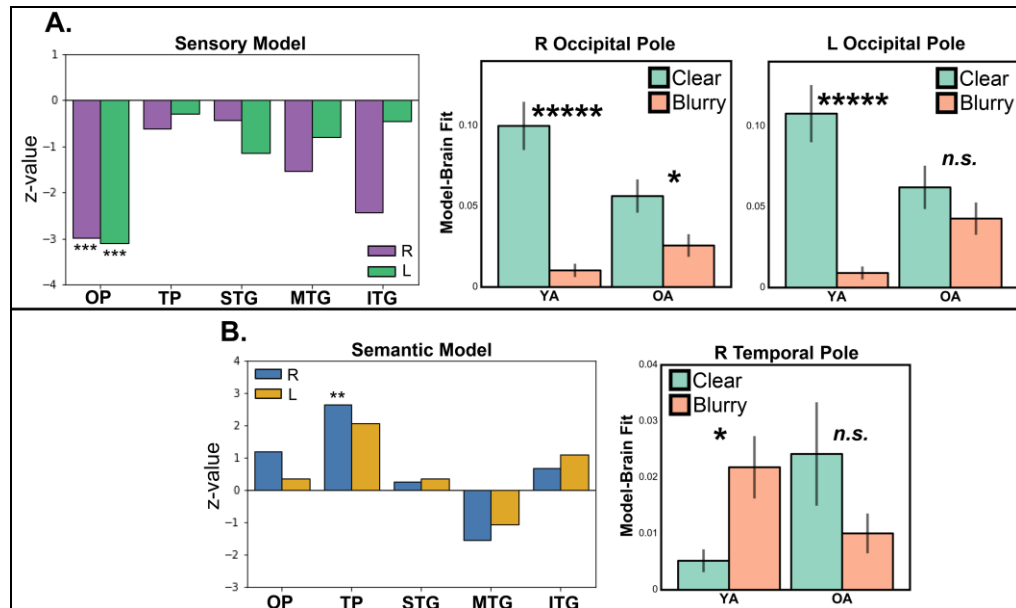 A.
Sensory Model
1
0
−1
−2
−3
−4
z-value
*** ***
R
L
OP TP STG MTG ITG
R Occipital Pole
Clear
Blurry
*****
*
0.10
0.05
0
Model-Brain Fit
YA OA
L Occipital Pole
Clear
Blurry
*****
n.s.
0.10
0.05
0
YA OA
B.
Semantic Model
R
L
**
4
3
2
1
0
−1
−2
−3
z-value
OP TP STG MTG ITG
R Temporal Pole
Clear
Blurry
*
n.s.
0.04
0.03
0.02
0.01
0
Model-Brain Fit
YA OA